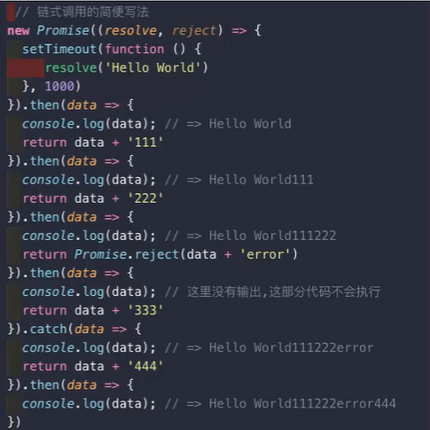 // 链式调用的简便写法
new Promise((resolve, reject) => {
  setTimeout(function () {
      resolve('Hello World')
  }, 1000)
}).then(data => {
  console.log(data); // => Hello World
  return data + '111'
}).then(data => {
  console.log(data); // => Hello World111
  return data + '222'
}).then(data => {
  console.log(data); // => Hello World111222
  return Promise.reject(data + 'error')
}).then(data => {
  console.log(data); // 这里没有输出,这部分代码不会执行
  return data + '333'
}).catch(data => {
  console.log(data); // => Hello World111222error
  return data + '444'
}).then(data => {
  console.log(data); // => Hello World111222error444
})